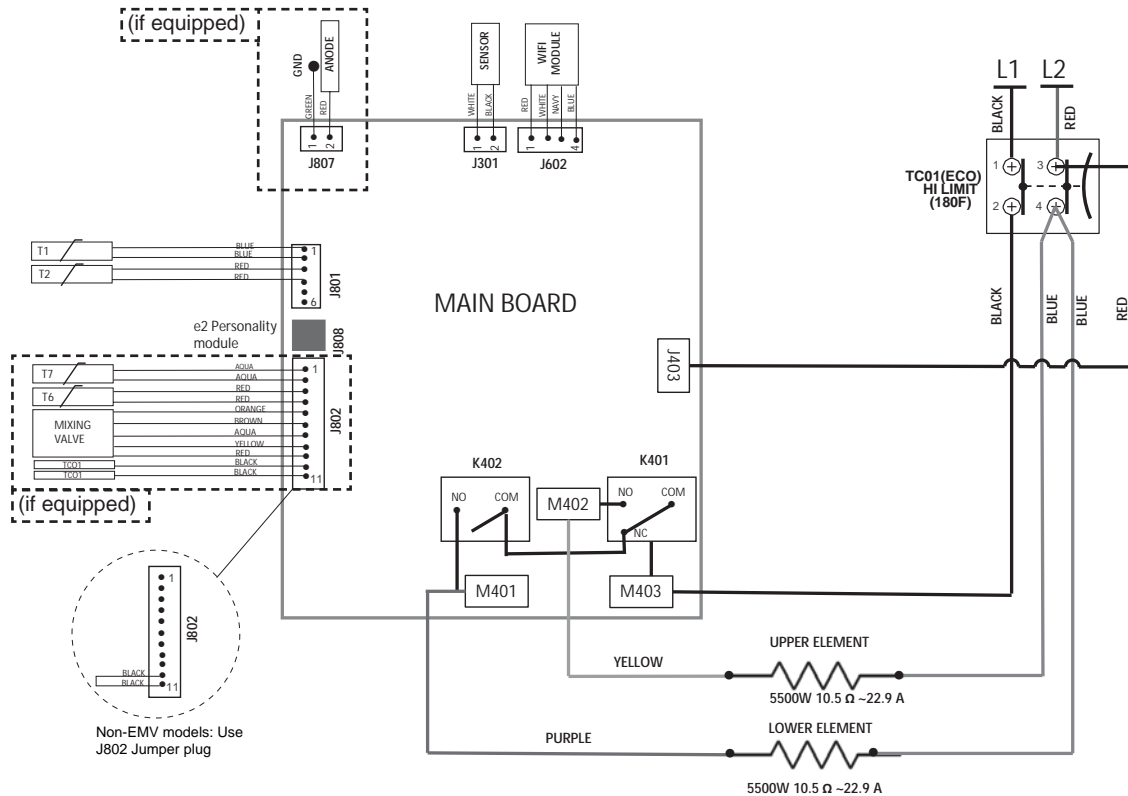 (if equipped)
GND
ANODE
GREEN
RED
1
2
J807
SENSOR
WHITE
BLACK
1
2
J301
WIFI
MODULE
RED
WHITE
NAVY
BLUE
1
4
J602
L1
L2
BLACK
RED
1
3
2
4
TC01(ECO)
HI LIMIT
(180F)
BLACK
BLUE
BLUE
RED
T1
T2
BLUE
BLUE
RED
RED
1
6
J801
MAIN BOARD
e2 Personality
module
J808
J403
T7
T6
MIXING
VALVE
TCO1
TCO1
AQUA
AQUA
RED
RED
ORANGE
BROWN
AQUA
YELLOW
RED
BLACK
BLACK
1
11
J802
(if equipped)
K402
NO
COM
K401
NO
COM
NC
M402
M401
M403
1
J802
BLACK
BLACK
11
Non-EMV models: Use
J802 Jumper plug
YELLOW
UPPER ELEMENT
5500W 10.5 Ω ~22.9 A
PURPLE
LOWER ELEMENT
5500W 10.5 Ω ~22.9 A